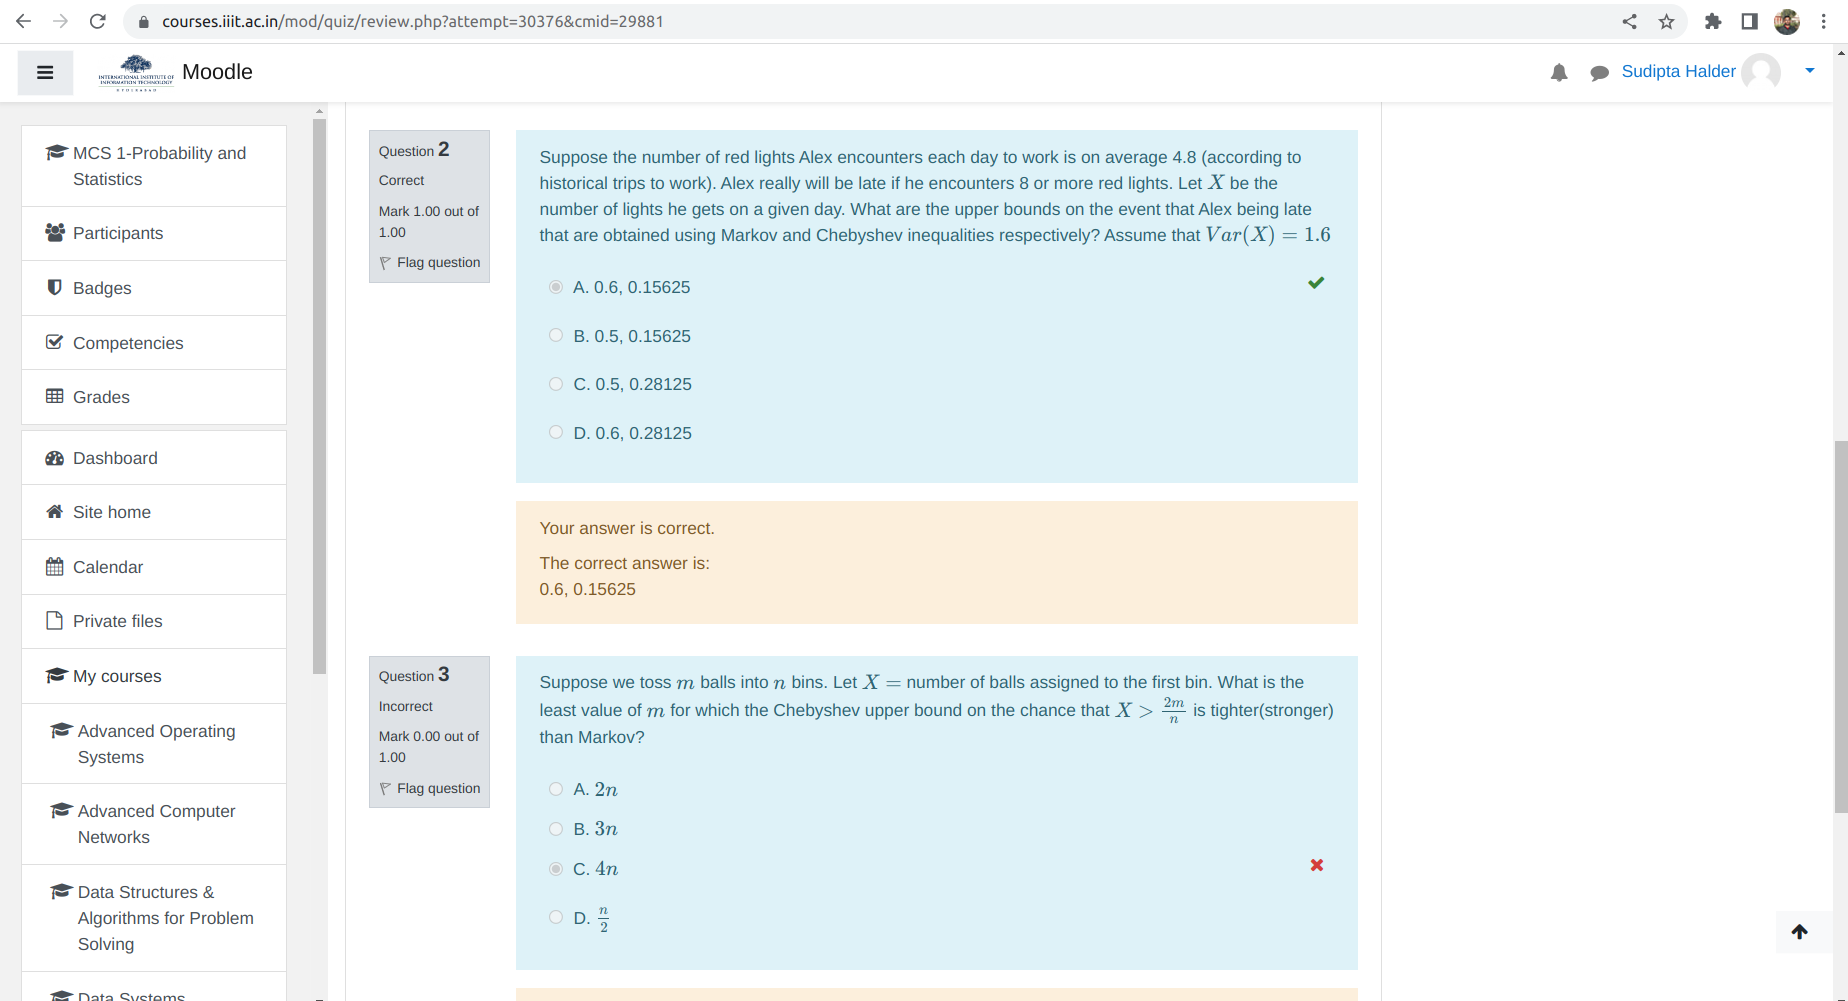 courses.iiit.ac.in/mod/quiz/review.php?attempt=30376&cmid=29881
INTERNATIONAL INSTITUTE OF
INFORMATION TECHNOLOGY
HYDERABAD
Moodle
Sudipta Halder
MCS 1-Probability and
Statistics
Participants
Badges
Competencies
Grades
Dashboard
Site home
Calendar
Private files
My courses
Advanced Operating
Systems
Advanced Computer
Networks
Data Structures &
Algorithms for Problem
Solving
Data Systems
Question 2
Correct
Mark 1.00 out of
1.00
Flag question
Suppose the number of red lights Alex encounters each day to work is on average 4.8 (according to
historical trips to work). Alex really will be late if he encounters 8 or more red lights. Let X be the
number of lights he gets on a given day. What are the upper bounds on the event that Alex being late
that are obtained using Markov and Chebyshev inequalities respectively? Assume that Var(X) = 1.6
A. 0.6, 0.15625
B. 0.5, 0.15625
C. 0.5, 0.28125
D. 0.6, 0.28125
Your answer is correct.
The correct answer is:
0.6, 0.15625
Question 3
Incorrect
Mark 0.00 out of
1.00
Flag question
Suppose we toss m balls into n bins. Let X = number of balls assigned to the first bin. What is the
least value of m for which the Chebyshev upper bound on the chance that X > 2m/n is tighter(stronger)
than Markov?
A. 2n
B. 3n
C. 4n
D. n/2